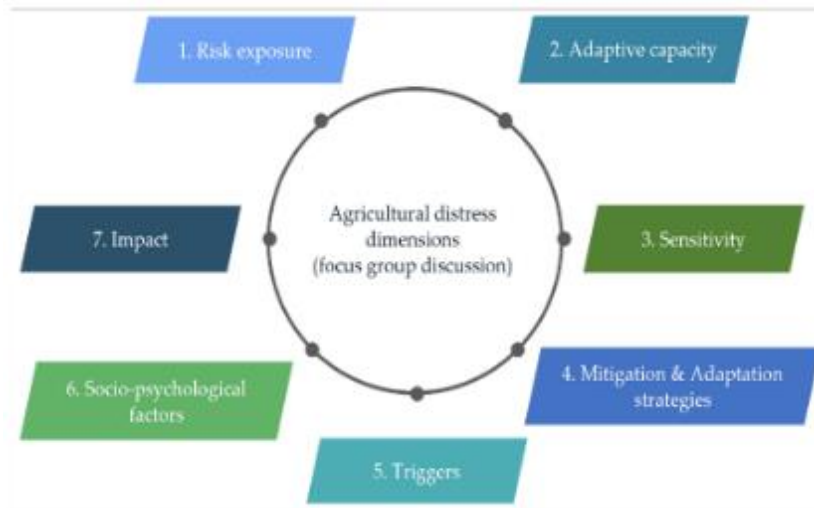 1. Risk exposure
2. Adaptive capacity
Agricultural distress
dimensions
(focus group discussion)
7. Impact
3. Sensitivity
6. Socio-psychological
factors
4. Mitigation & Adaptation
strategies
5. Triggers